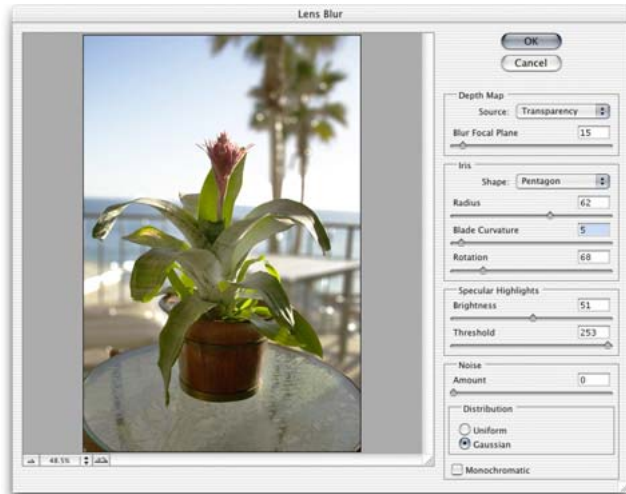 Lens Blur
OK
Cancel
Depth Map
Source: Transparency
Blur Focal Plane 15
Iris
Shape: Pentagon
Radius 62
Blade Curvature 5
Rotation 68
Specular Highlights
Brightness 51
Threshold 253
Noise
Amount 0
Distribution
Uniform
Gaussian
Monochromatic
48.5%